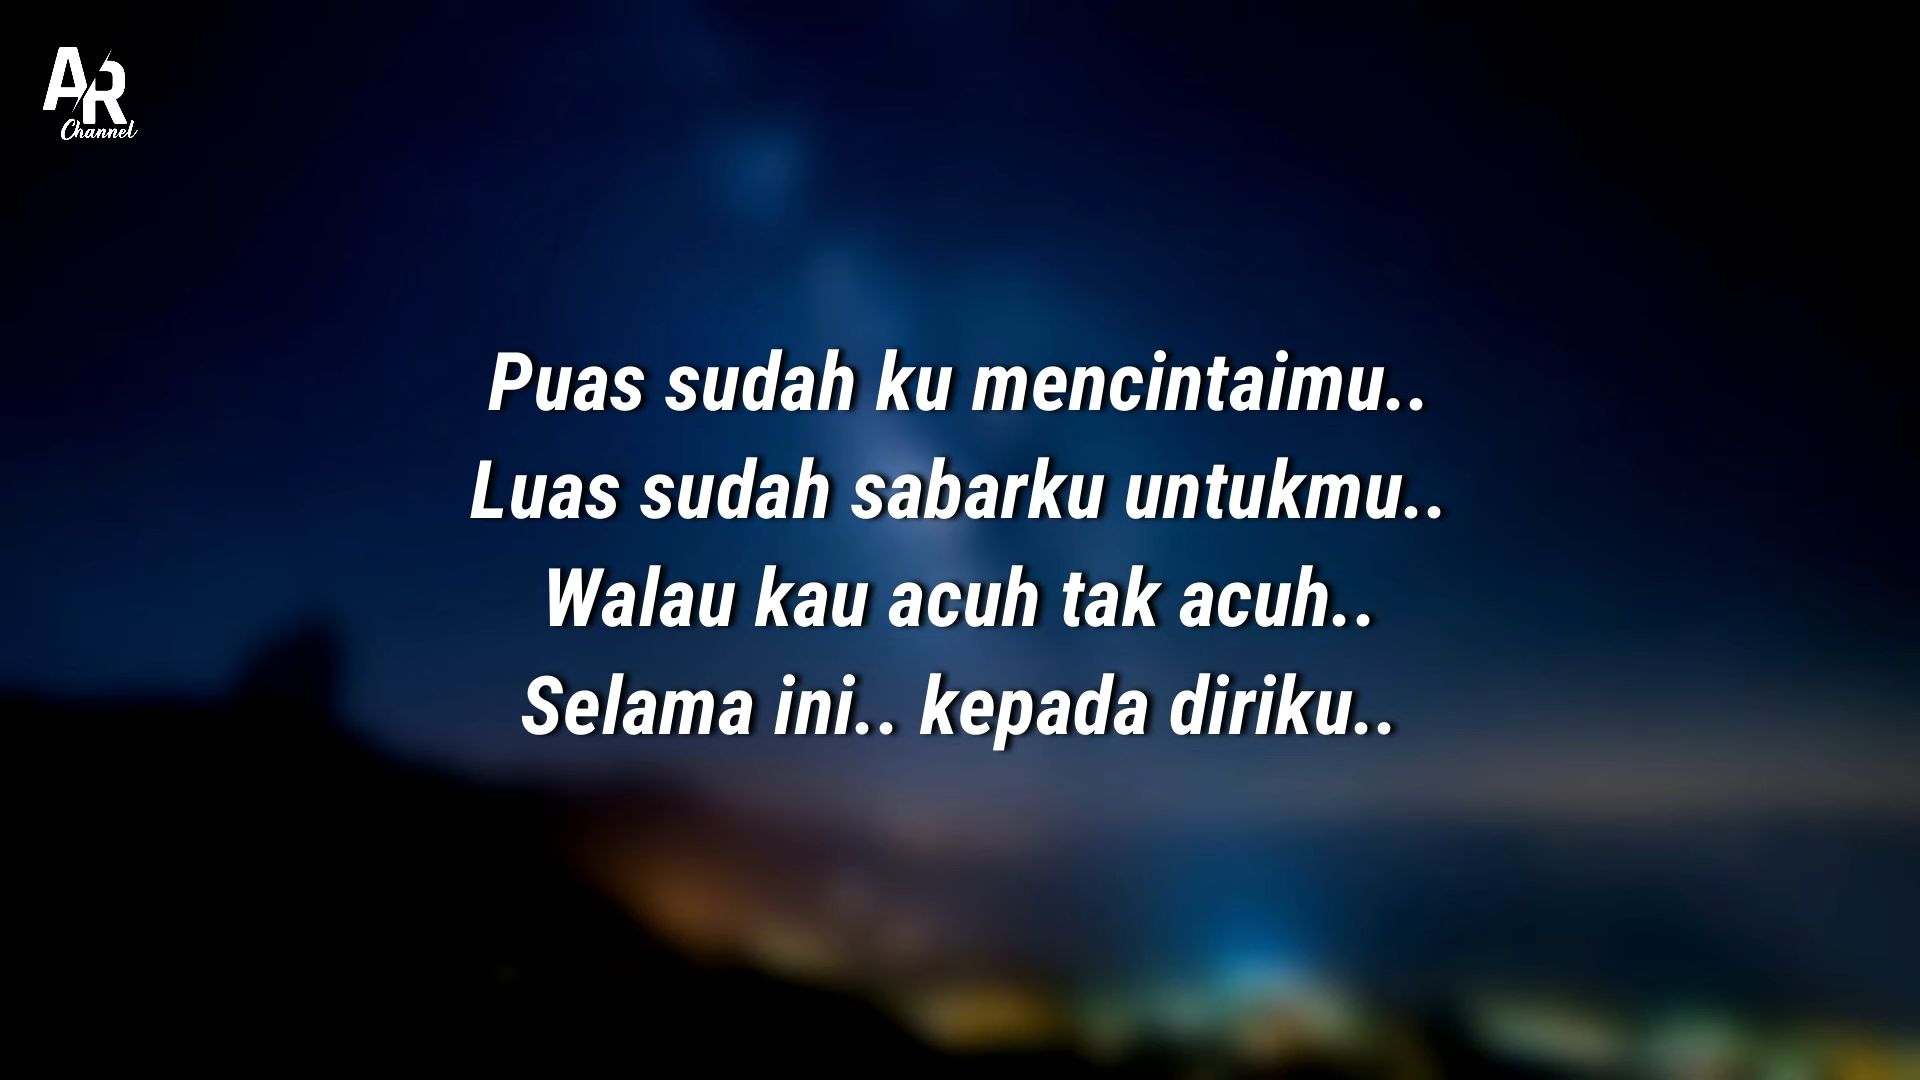 AR
Channel
Puas sudah ku mencintaimu..
Luas sudah sabarku untukmu..
Walau kau acuh tak acuh..
Selama ini.. kepada diriku..